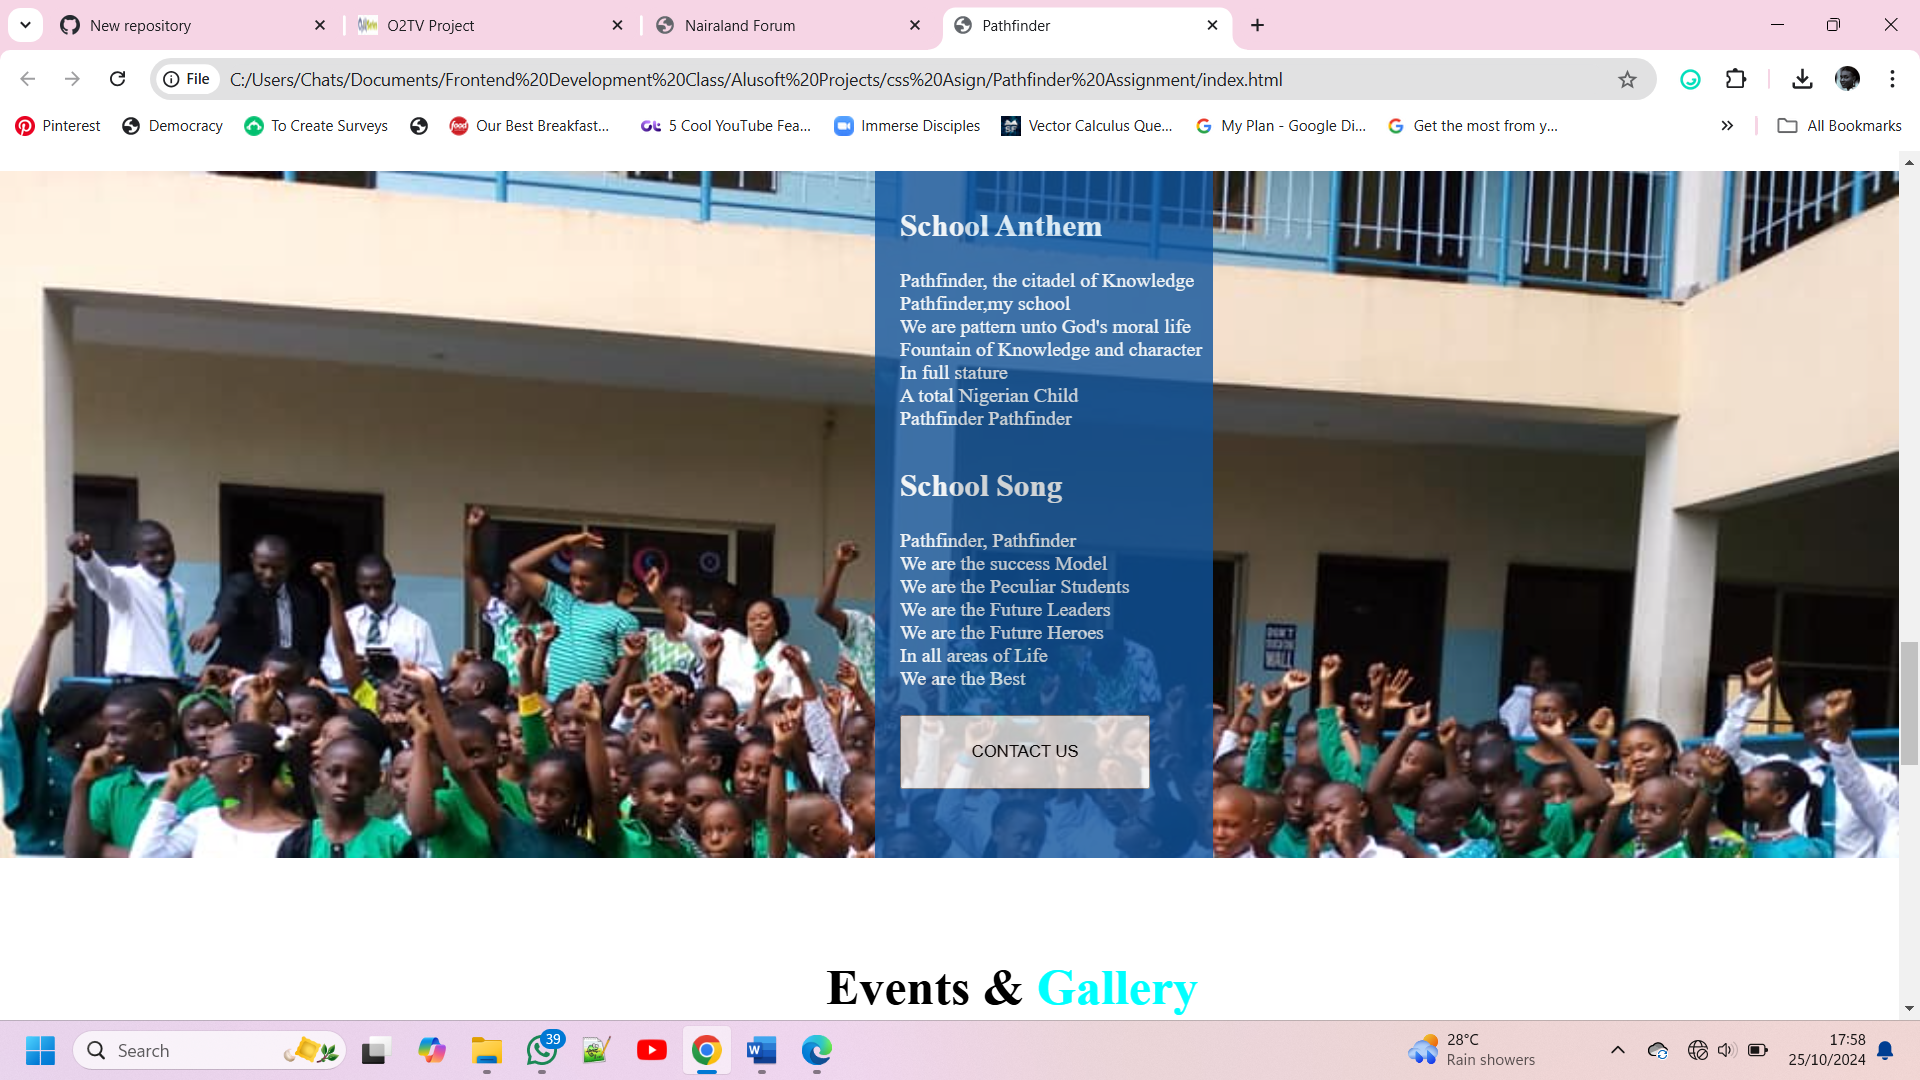 New repository
O2TV Project
Nairaland Forum
Pathfinder
File
C:/Users/Chats/Documents/Frontend%20Development%20Class/Alusoft%20Projects/css%20Asign/Pathfinder%20Assignment/index.html
Pinterest
Democracy
To Create Surveys
Our Best Breakfast...
5 Cool YouTube Fea...
Immerse Disciples
Vector Calculus Que...
My Plan - Google Di...
Get the most from y...
All Bookmarks
School Anthem
Pathfinder, the citadel of Knowledge
Pathfinder,my school
We are pattern unto God's moral life
Fountain of Knowledge and character
In full stature
A total Nigerian Child
Pathfinder Pathfinder
School Song
Pathfinder, Pathfinder
We are the success Model
We are the Peculiar Students
We are the Future Leaders
We are the Future Heroes
In all areas of Life
We are the Best
CONTACT US
Events & Gallery
Search
39
28°C
Rain showers
17:58
25/10/2024